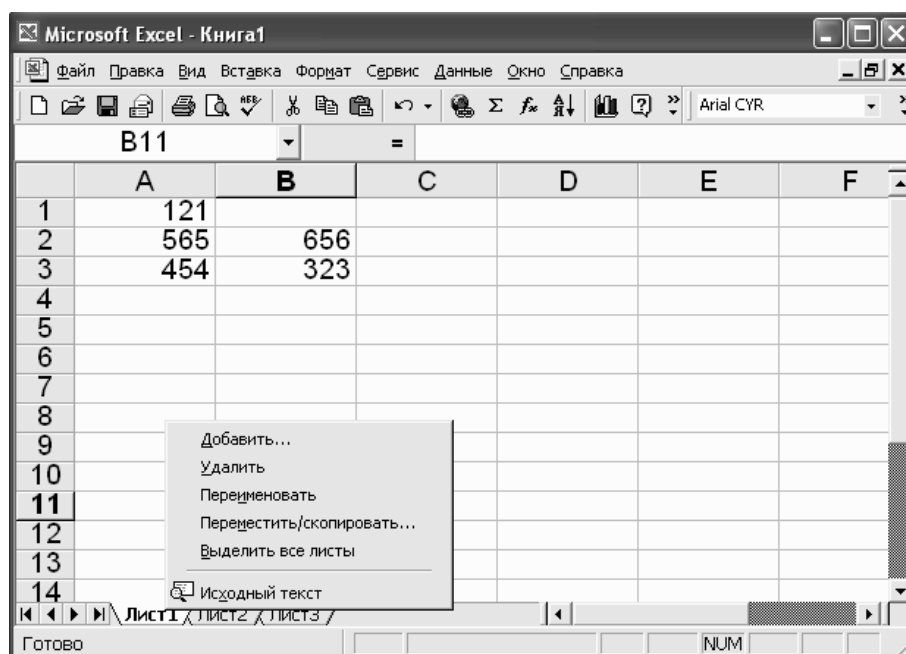 Microsoft Excel - Книга1
Файл Правка Вид Вставка Формат Сервис Данные Окно Справка
Arial CYR
B11 =
A B C D E F
1 121
2 565 656
3 454 323
4
5
6
7
8
9
10
11
12
13
14
Добавить...
Удалить
Переименовать
Переместить/скопировать...
Выделить все листы
Исходный текст
Лист1 Лист2 Лист3
Готово NUM